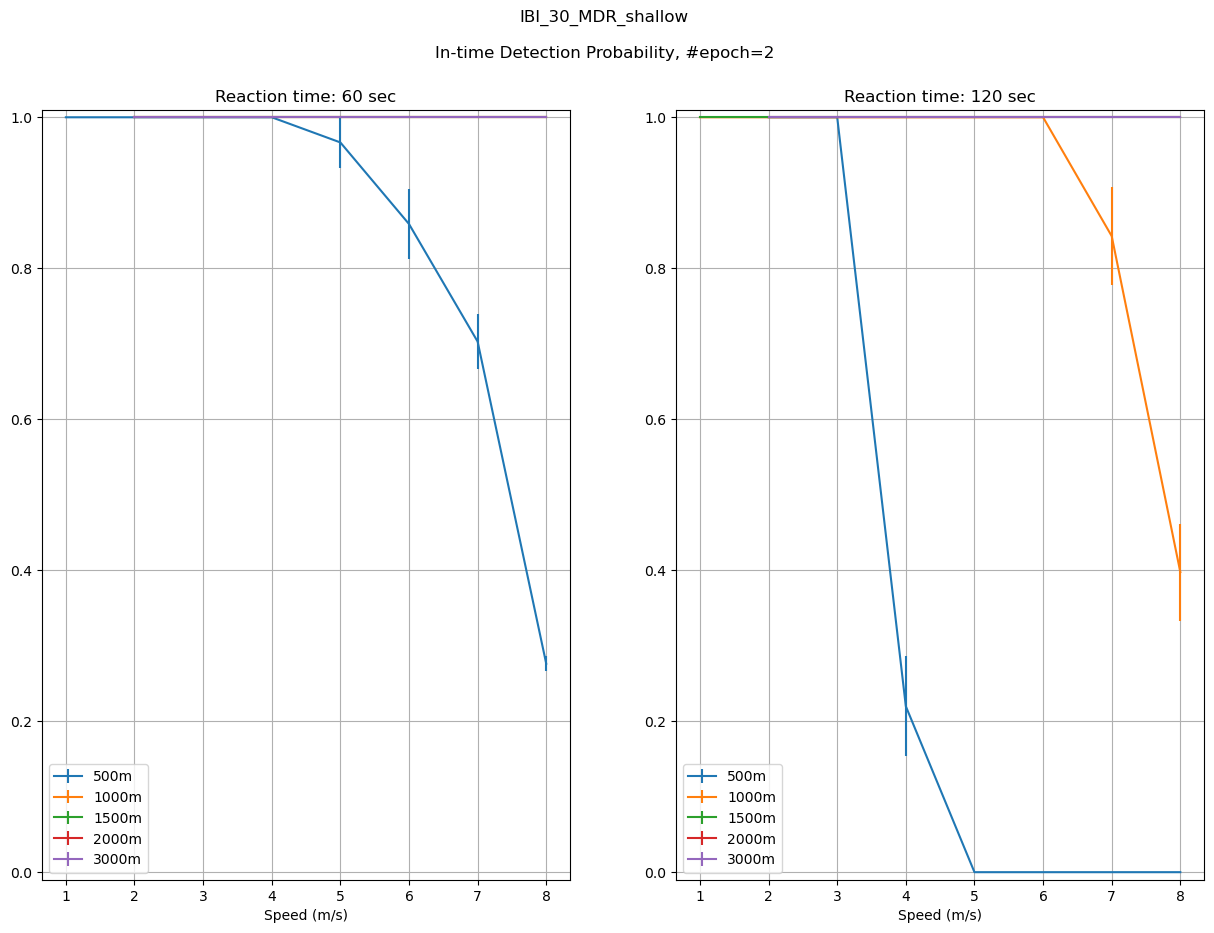 IBI_30_MDR_shallow
In-time Detection Probability, #epoch=2
Reaction time: 60 sec
1.0
0.8
0.6
0.4
0.2
0.0
500m
1000m
1500m
2000m
3000m
1 2 3 4 5 6 7 8
Speed (m/s)
Reaction time: 120 sec
1.0
0.8
0.6
0.4
0.2
0.0
500m
1000m
1500m
2000m
3000m
1 2 3 4 5 6 7 8
Speed (m/s)